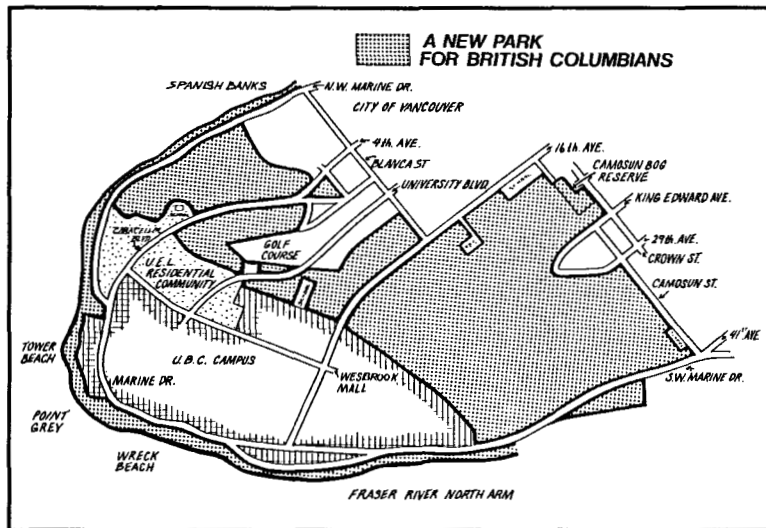 A NEW PARK
FOR BRITISH COLUMBIANS
SPANISH BANKS
N.W. MARINE DR.
CITY OF VANCOUVER
4th. AVE.
BLANCA ST
16th. AVE.
UNIVERSITY BLVD.
CAMOSUN BOG
RESERVE
KING EDWARD AVE.
GOLF
COURSE
29th. AVE.
CROWN ST.
U.E.L.
RESIDENTIAL
COMMUNITY
CAMOSUN ST.
TOWER
BEACH
U.B.C. CAMPUS
41st AVE
MARINE DR.
WESBROOK
MALL
S.W. MARINE DR.
POINT
GREY
WRECK
BEACH
FRASER RIVER NORTH ARM